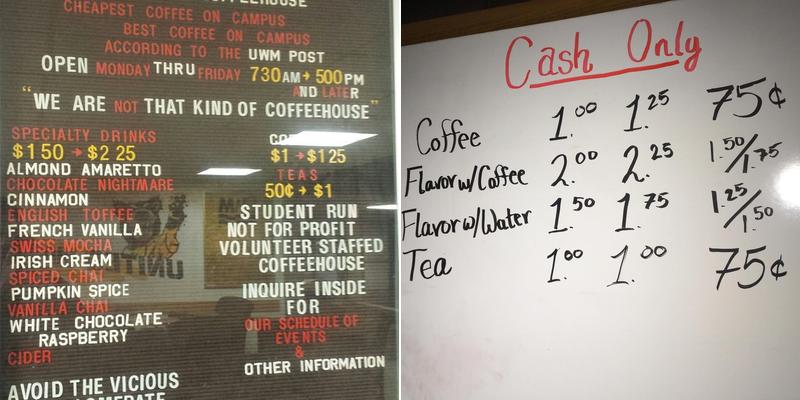 CHEAPEST COFFEE ON CAMPUS
BEST COFFEE ON CAMPUS
ACCORDING TO THE UWM POST
OPEN MONDAY THRU FRIDAY 730AM → 500PM
AND LATER
"WE ARE NOT THAT KIND OF COFFEEHOUSE"
SPECIALTY DRINKS
$150 → $2 25
ALMOND AMARETTO
CHOCOLATE NIGHTMARE
CINNAMON
ENGLISH TOFFEE
FRENCH VANILLA
SWISS MOCHA
IRISH CREAM
SPICED CHAI
PUMPKIN SPICE
VANILLA CHAI
WHITE CHOCOLATE
RASPBERRY
CIDER
AVOID THE VICIOUS
$1 → $125
TEAS
50¢ → $1
STUDENT RUN
NOT FOR PROFIT
VOLUNTEER STAFFED
COFFEEHOUSE
INQUIRE INSIDE
FOR
OUR SCHEDULE OF
EVENTS
&
OTHER INFORMATION
Cash Only
Coffee 1.00 1.25 75¢
Flavor w/Coffee 2.00 2.25 1.50/1.75
Flavor w/Water 1.50 1.75 1.25/1.50
Tea 1.00 1.00 75¢